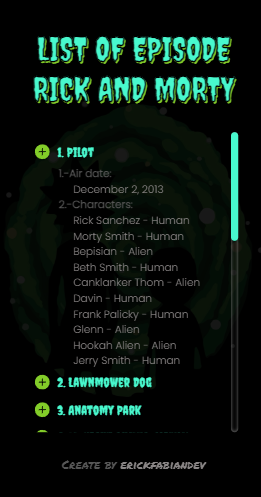 LIST OF EPISODE
RICK AND MORTY
1. PILOT
1.-Air date:
December 2, 2013
2.-Characters:
Rick Sanchez - Human
Morty Smith - Human
Bepisian - Alien
Beth Smith - Human
Canklanker Thom - Alien
Davin - Human
Frank Palicky - Human
Glenn - Alien
Hookah Alien - Alien
Jerry Smith - Human
2. LAWNMOWER DOG
3. ANATOMY PARK
CREATE BY ERICKFABIANDEV